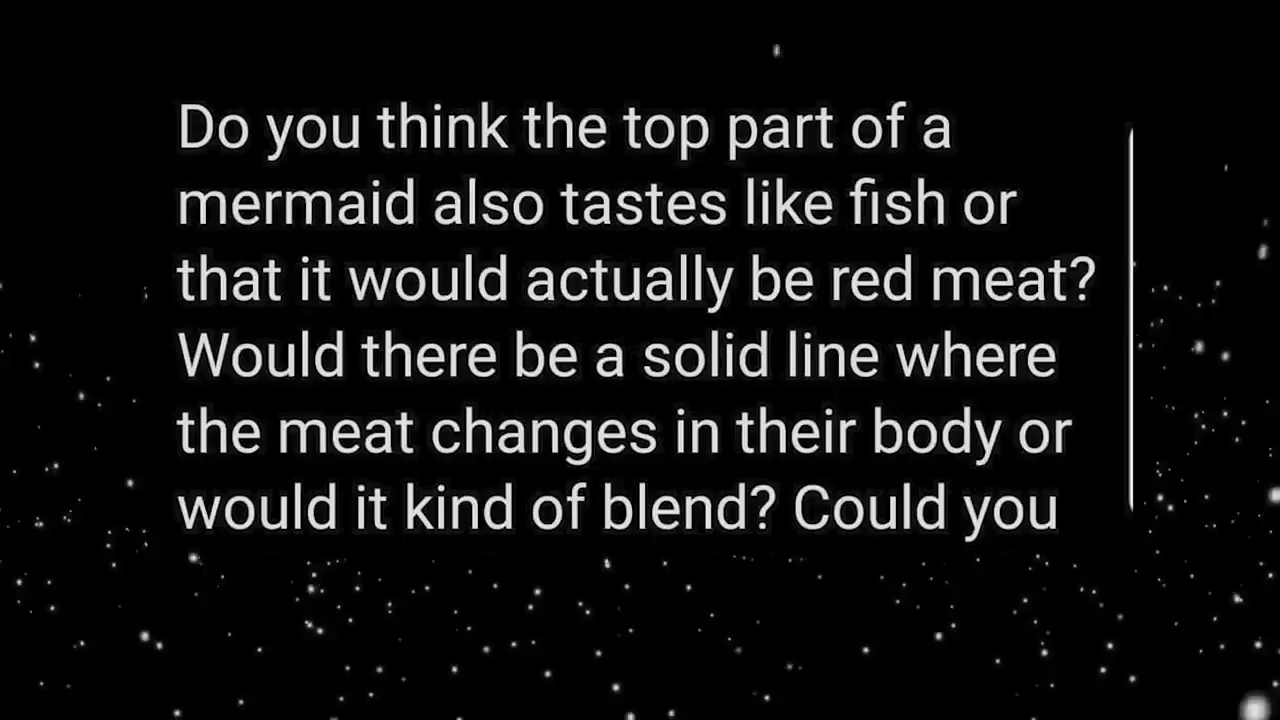 Do you think the top part of a
mermaid also tastes like fish or
that it would actually be red meat?
Would there be a solid line where
the meat changes in their body or
would it kind of blend? Could you